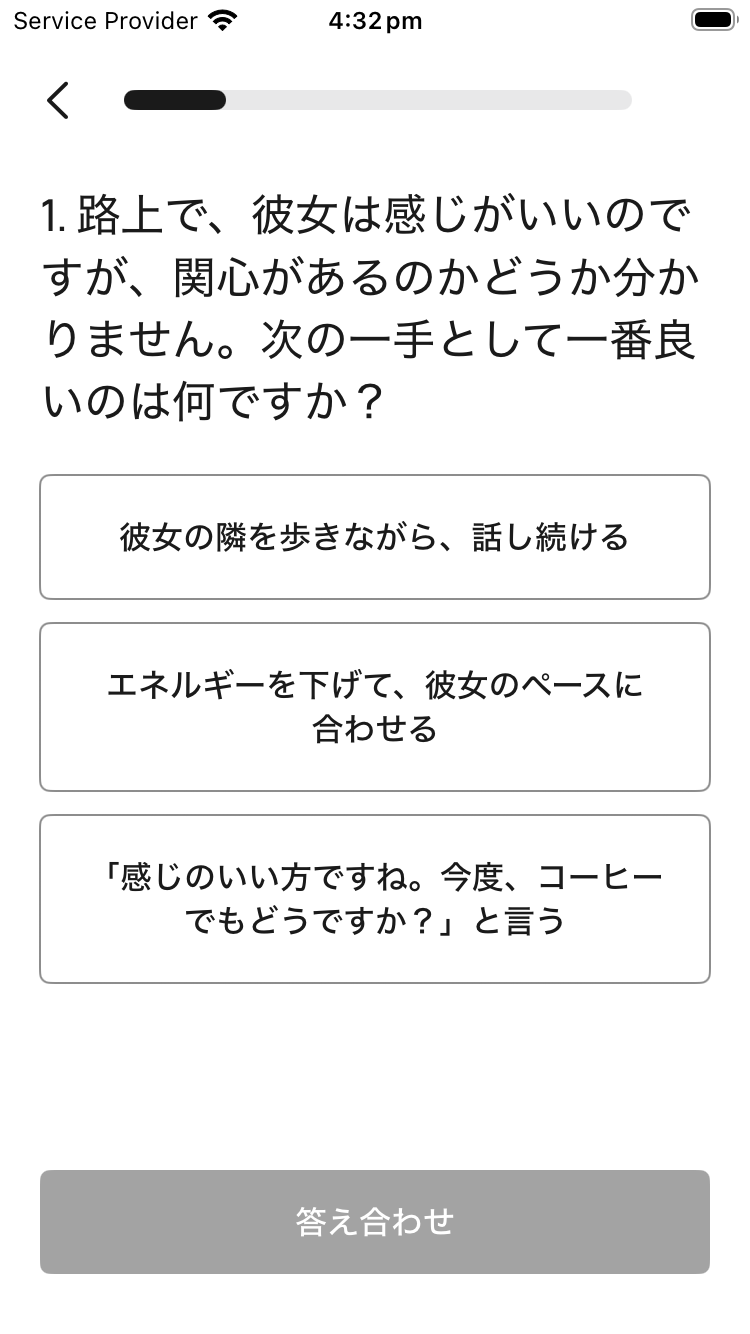 Service Provider 4:32pm
1. 路上で、彼女は感じがいいので
すが、関心があるのかどうか分か
りません。次の一手として一番良
いのは何ですか？
彼女の隣を歩きながら、話し続ける
エネルギーを下げて、彼女のペースに
合わせる
「感じのいい方ですね。今度、コーヒー
でもどうですか？」と言う
答え合わせ